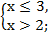 x ≤ 3,
x > 2;